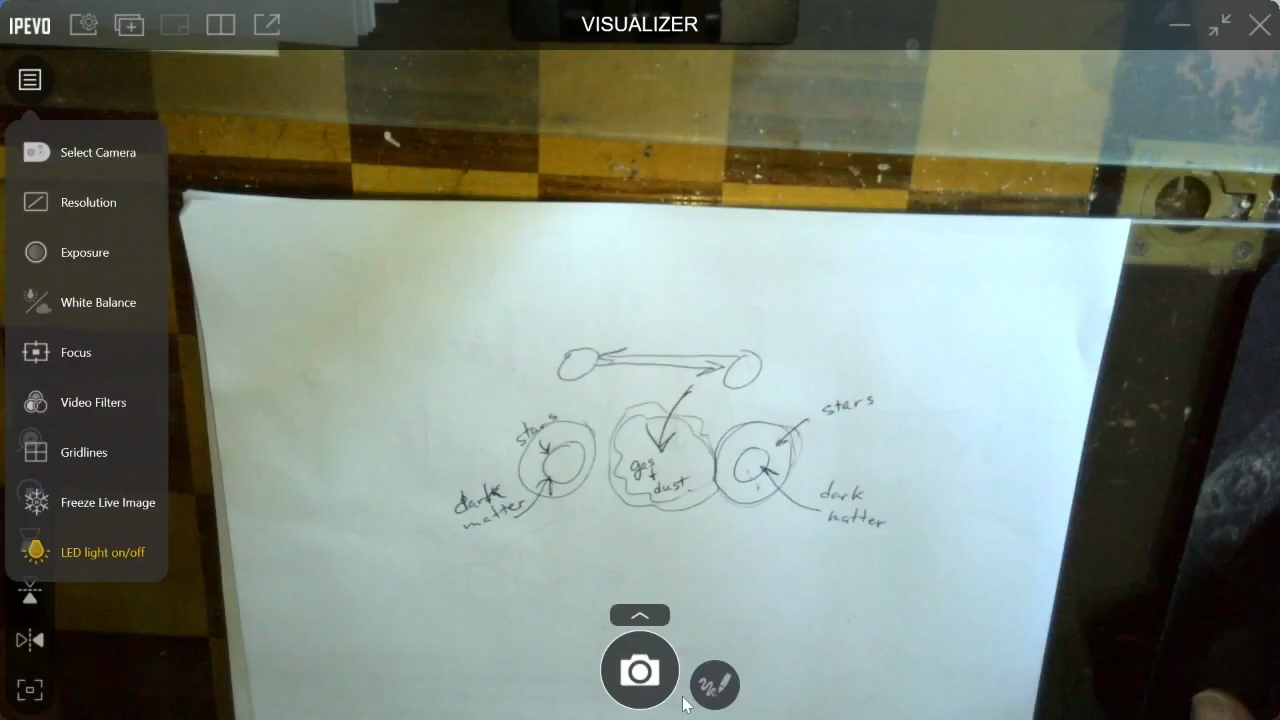 IPEVO
VISUALIZER
Select Camera
Resolution
Exposure
White Balance
Focus
Video Filters
Gridlines
Freeze Live Image
LED light on/off
stars
stars
gas
+
dust
dark
matter
dark
matter